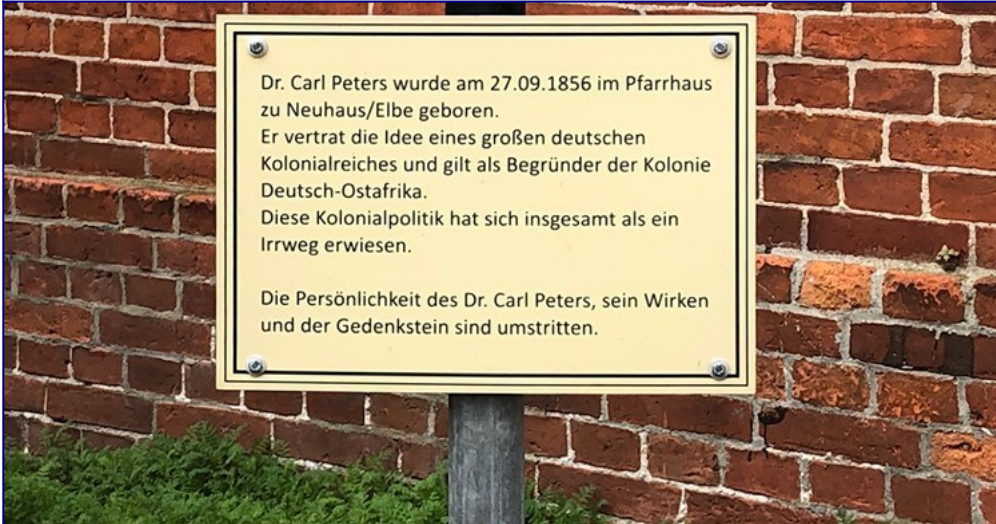 Dr. Carl Peters wurde am 27.09.1856 im Pfarrhaus
zu Neuhaus/Elbe geboren.
Er vertrat die Idee eines großen deutschen
Kolonialreiches und gilt als Begründer der Kolonie
Deutsch-Ostafrika.
Diese Kolonialpolitik hat sich insgesamt als ein
Irrweg erwiesen.
Die Persönlichkeit des Dr. Carl Peters, sein Wirken
und der Gedenkstein sind umstritten.